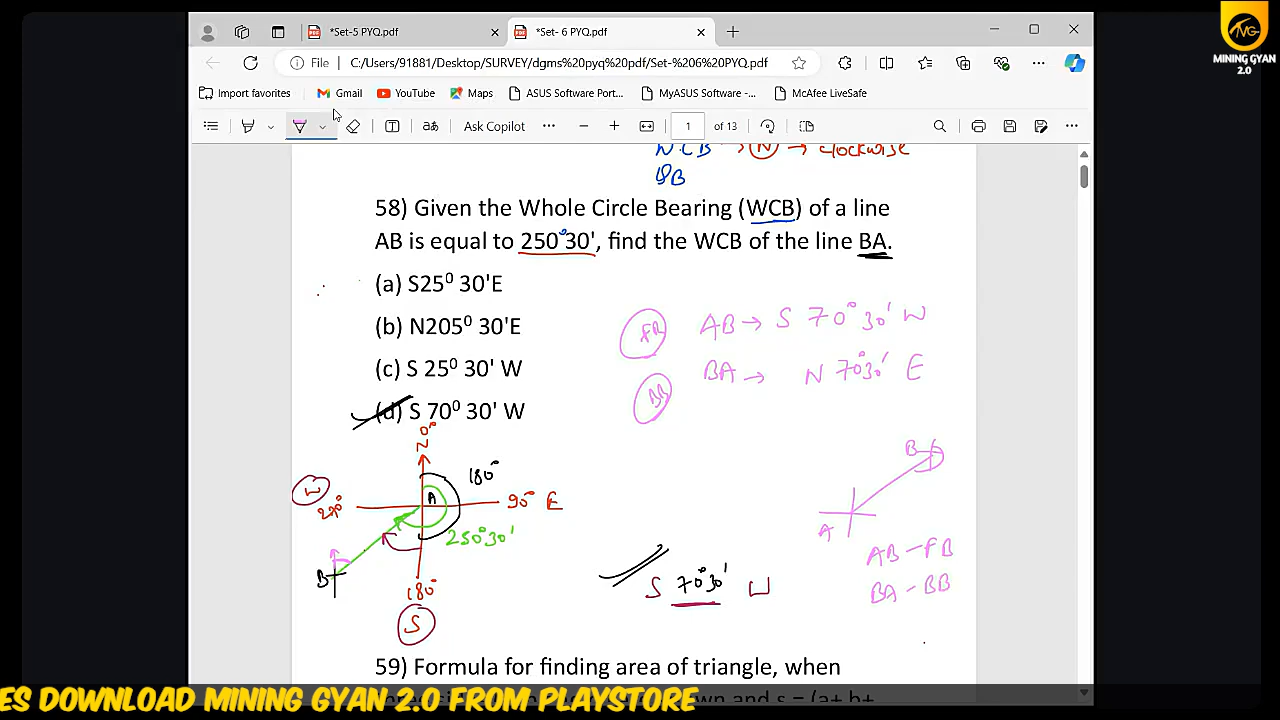 *Set-5 PYQ.pdf
*Set- 6 PYQ.pdf
File C:/Users/91881/Desktop/SURVEY/dgms%20pyq%20pdf/Set-%206%20PYQ.pdf
Import favorites Gmail YouTube Maps ASUS Software Port... MyASUS Software -... McAfee LiveSafe
Ask Copilot 1 of 13
MINING GYAN
2.0
W.C.B → N → clockwise
QB
58) Given the Whole Circle Bearing (WCB) of a line
AB is equal to 250°30', find the WCB of the line BA.
(a) S25⁰ 30'E
(b) N205⁰ 30'E
(c) S 25⁰ 30' W
(d) S 70⁰ 30' W
FB AB → S 70°30' W
BA → N 70°30' E
BB
N 0°
W 270°
A
180°
90° E
250°30'
B
180°
S
S 70°30' W
B
A
AB - FB
BA - BB
59) Formula for finding area of triangle, when
wn and s = (a+ b+
ES DOWNLOAD MINING GYAN 2.0 FROM PLAYSTORE